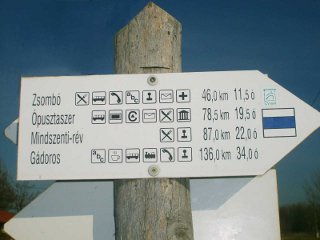 Zsombó 46,0 km 11,5 ó
Ópusztaszer 78,5 km 19,5 ó
Mindszenti-rév 87,0 km 22,0 ó
Gádoros 136,0 km 34,0 ó